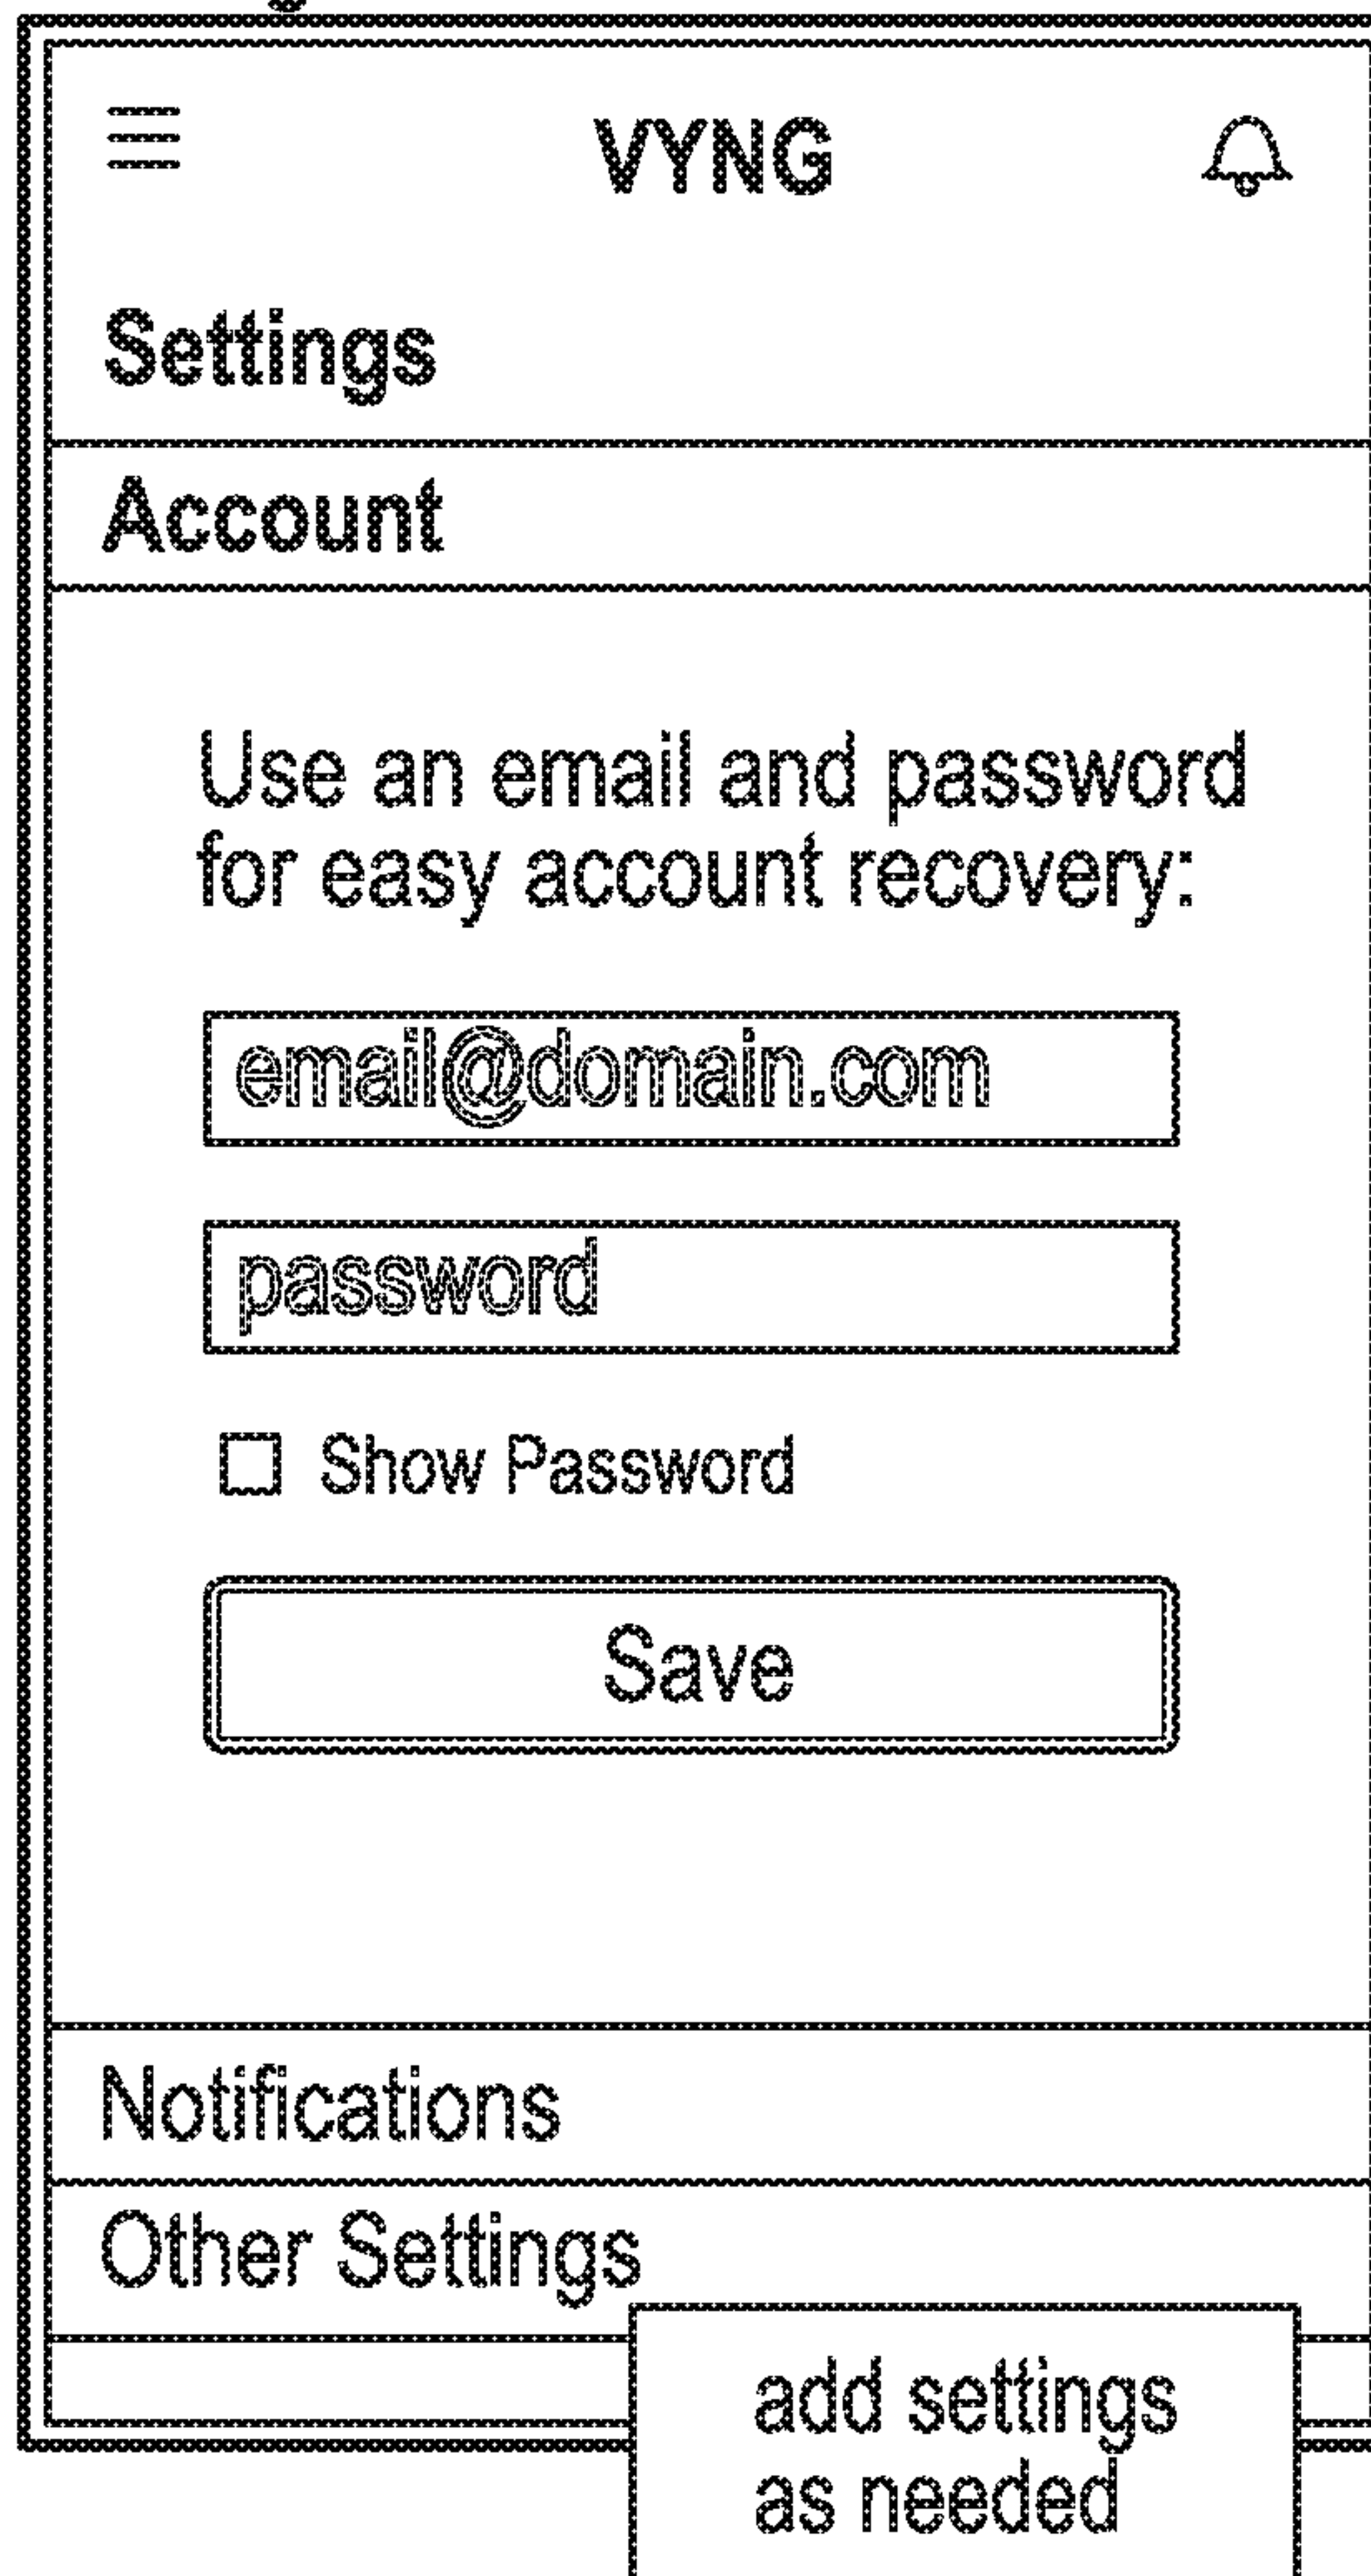 VYNG
Settings
Account
Use an email and password
for easy account recovery:
email@domain.com
password
Show Password
Save
Notifications
Other Settings
add settings
as needed